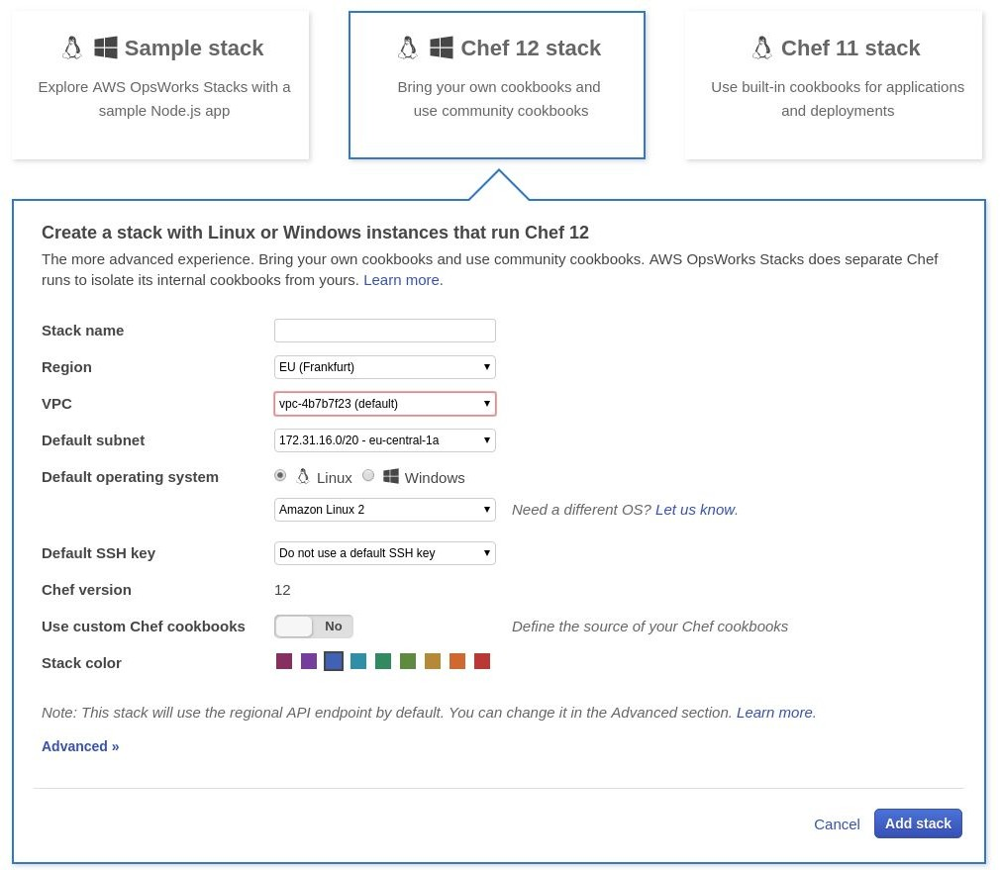 Sample stack
Explore AWS OpsWorks Stacks with a
sample Node.js app
Chef 12 stack
Bring your own cookbooks and
use community cookbooks
Chef 11 stack
Use built-in cookbooks for applications
and deployments
Create a stack with Linux or Windows instances that run Chef 12
The more advanced experience. Bring your own cookbooks and use community cookbooks. AWS OpsWorks Stacks does separate Chef
runs to isolate its internal cookbooks from yours. Learn more.
Stack name
Region EU (Frankfurt)
VPC vpc-4b7b7f23 (default)
Default subnet 172.31.16.0/20 - eu-central-1a
Default operating system Linux Windows
Amazon Linux 2 Need a different OS? Let us know.
Default SSH key Do not use a default SSH key
Chef version 12
Use custom Chef cookbooks No Define the source of your Chef cookbooks
Stack color
Note: This stack will use the regional API endpoint by default. You can change it in the Advanced section. Learn more.
Advanced »
Cancel Add stack